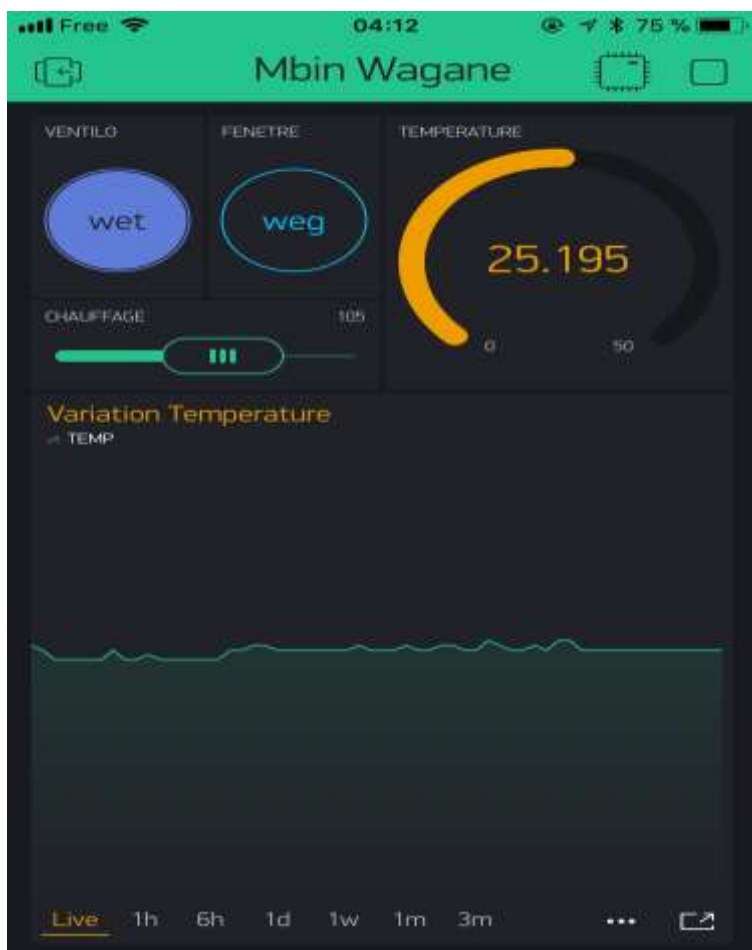 Free 04:12 75 %
Mbin Wagane
VENTILO FENETRE TEMPERATURE
wet weg 25.195
CHAUFFAGE 105
0 50
Variation Temperature
TEMP
Live 1h 6h 1d 1w 1m 3m